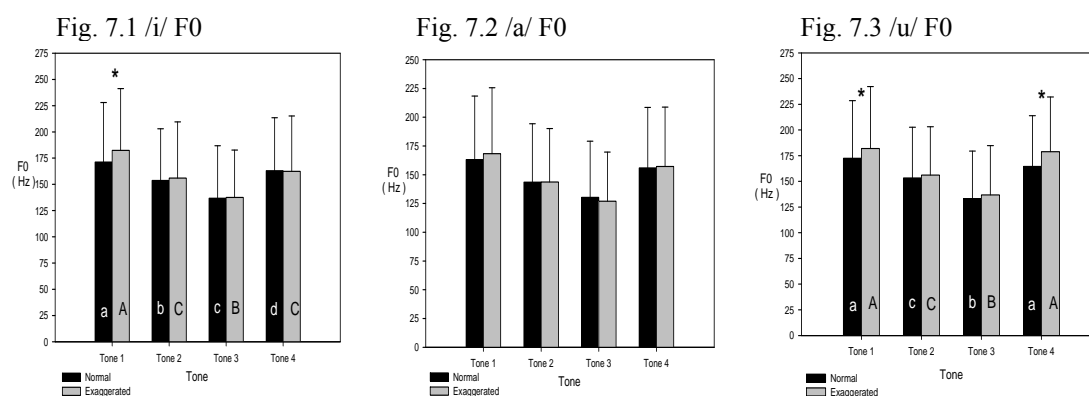 Fig. 7.1 /i/ F0
275
250
225
200
175
150
125
100
75
50
25
0
F0
( Hz)
*
a A b C c B d C
Tone 1 Tone 2 Tone 3 Tone 4
Tone
Normal
Exaggerated
Fig. 7.2 /a/ F0
250
225
200
175
150
125
100
75
50
25
0
F0
( Hz)
Tone 1 Tone 2 Tone 3 Tone 4
Tone
Normal
Exaggerated
Fig. 7.3 /u/ F0
275
250
225
200
175
150
125
100
75
50
25
0
F0
( Hz)
* *
a A c C b B a A
Tone 1 Tone 2 Tone 3 Tone 4
Tone
Normal
Exaggerated